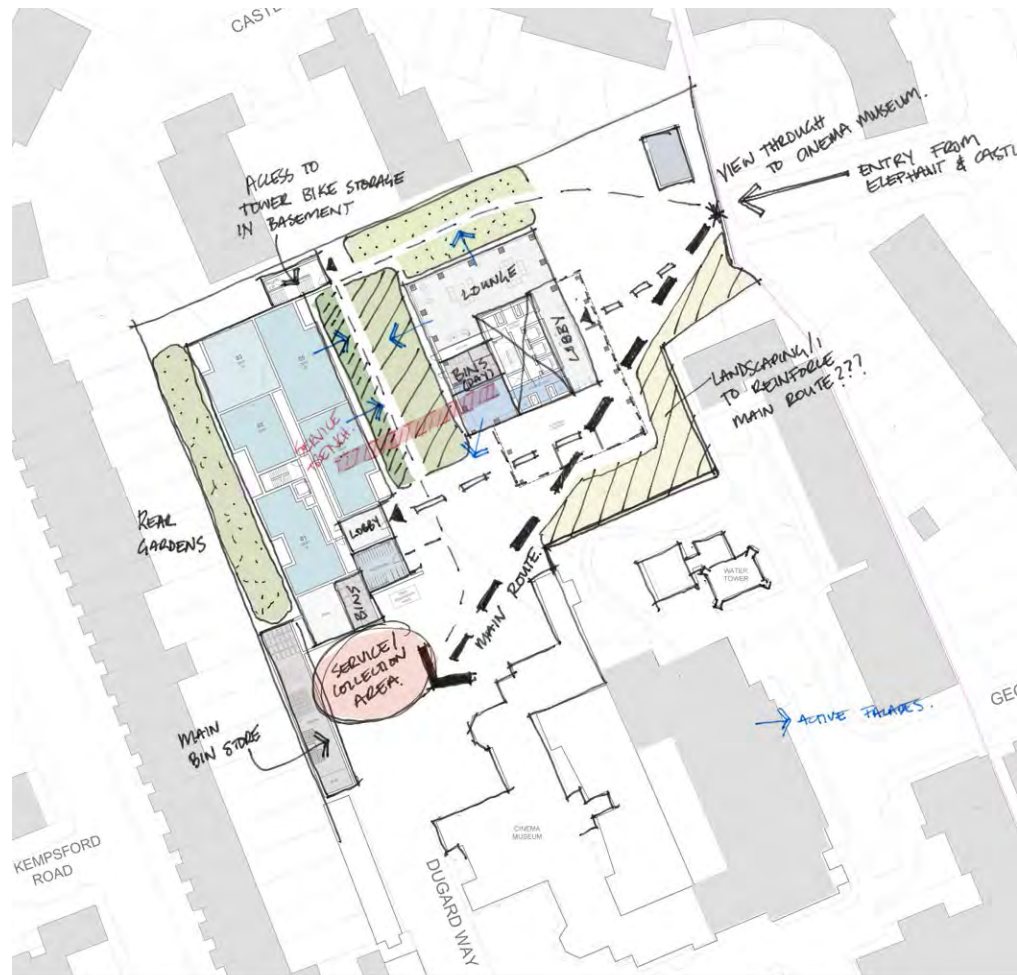 CASTL
VIEW THROUGH
TO CINEMA MUSEUM.
ENTRY FROM
ELEPHANT & CASTL
ACCESS TO
TOWER BIKE STORAGE
IN BASEMENT
LOUNGE
LOBBY
BINS
LANDSCAPING/
TO REINFORCE
MAIN ROUTE???
SERVICE
REAR
GARDENS
LOBBY
BINS
MAIN ROUTE.
WATER
TOWER
SERVICE/
COLLECTION
AREA.
GEO
ACTIVE FACADES.
MAIN
BIN STORE
CINEMA
MUSEUM
KEMPSFORD
ROAD
DUGARD WAY